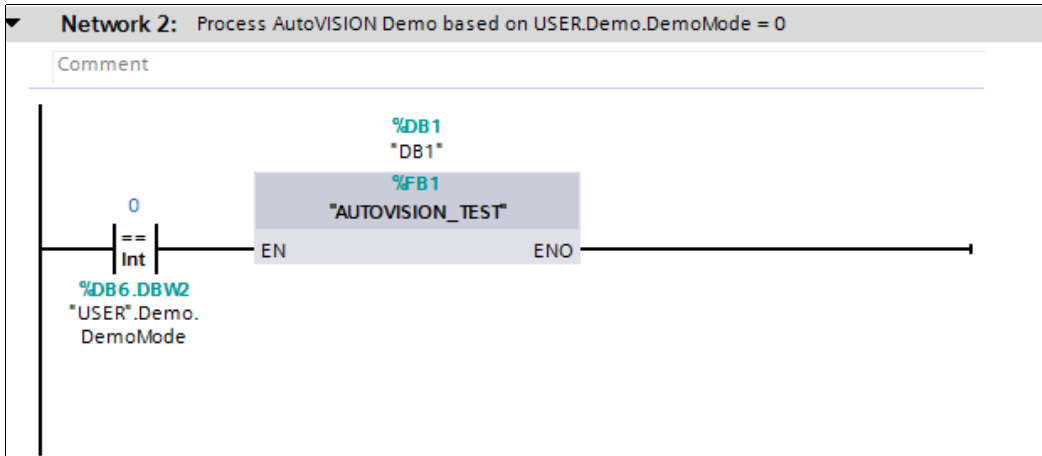 Network 2: Process AutoVISION Demo based on USER.Demo.DemoMode = 0
Comment
%DB1
"DB1"
%FB1
"AUTOVISION_TEST"
0
==
Int
EN
ENO
%DB6.DBW2
"USER".Demo.
DemoMode